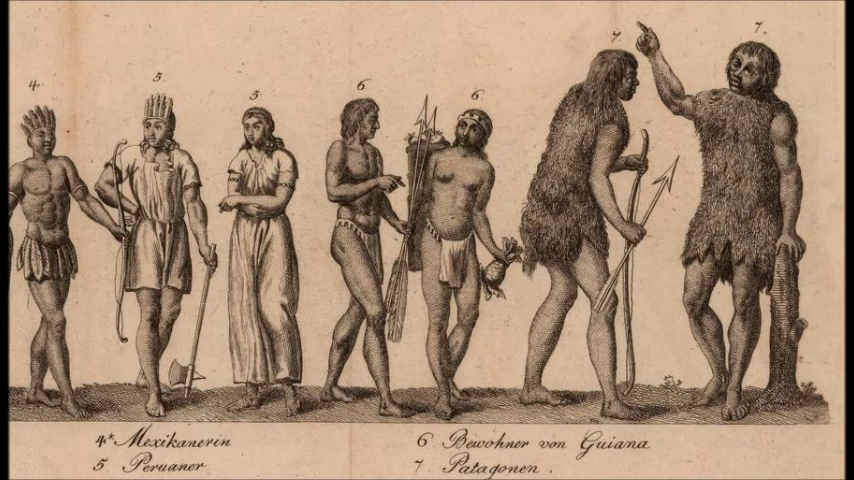 4 5. 5 6 6 7 7.
4* Mexikanerin
5 Peruaner
6 Bewohner von Guiana
7 Patagonen.